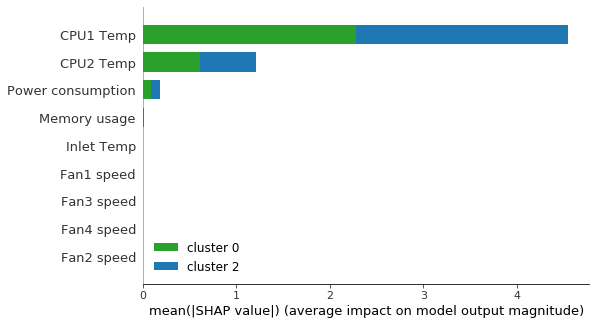 CPU1 Temp
CPU2 Temp
Power consumption
Memory usage
Inlet Temp
Fan1 speed
Fan3 speed
Fan4 speed
Fan2 speed
cluster 0
cluster 2
0 1 2 3 4
mean(|SHAP value|) (average impact on model output magnitude)